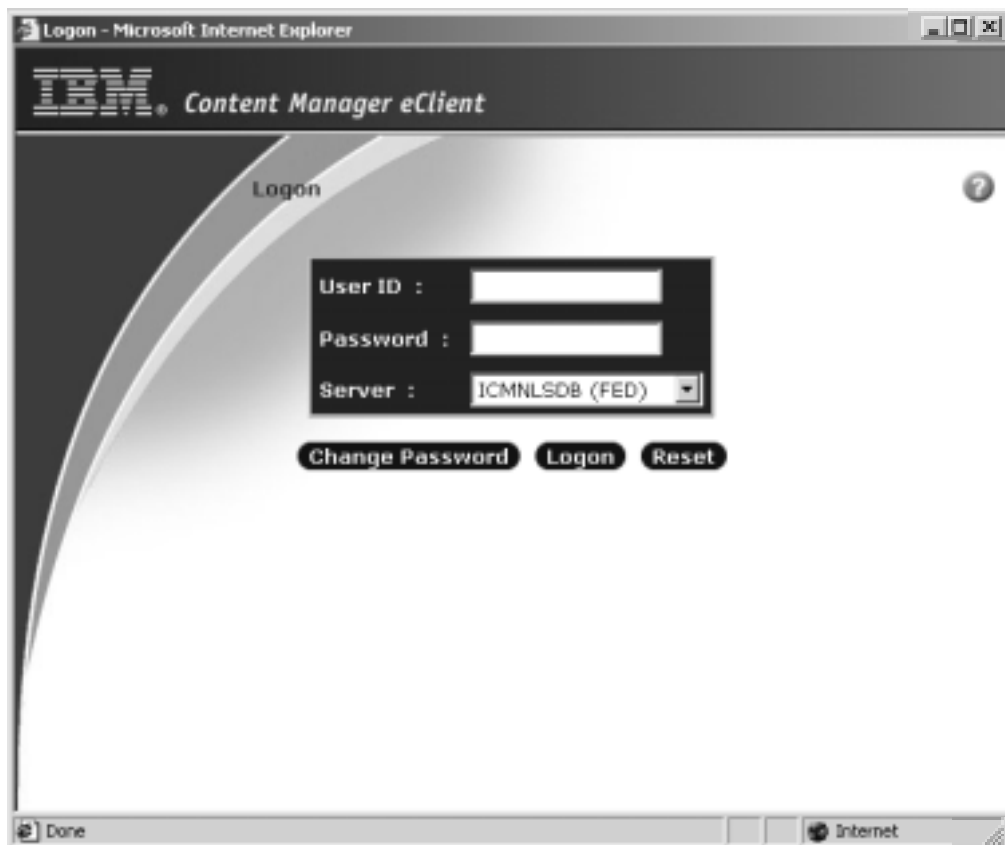 Logon - Microsoft Internet Explorer
IBM® Content Manager eClient
Logon
?
User ID :
Password :
Server : ICMNLSDB (FED)
Change Password Logon Reset
Done Internet